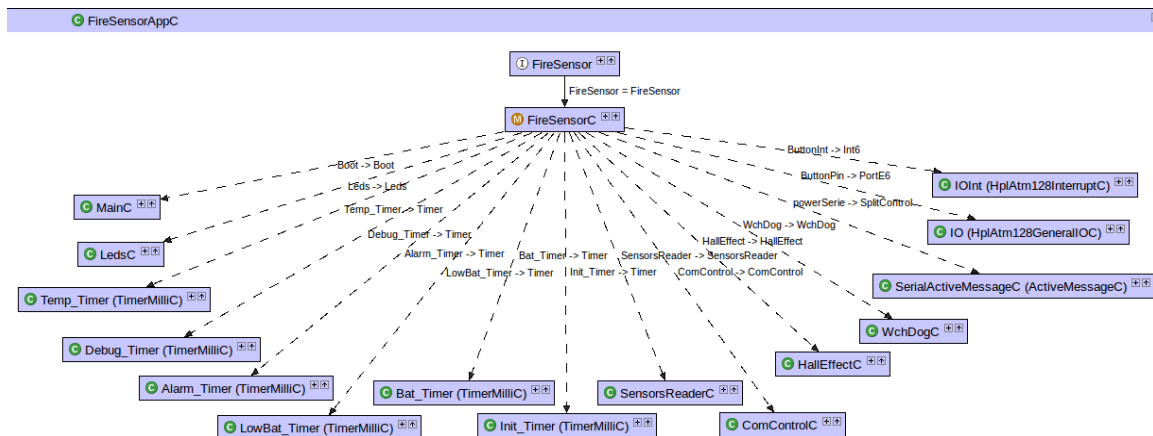 FireSensorAppC
I FireSensor
FireSensor = FireSensor
M FireSensorC
ButtonInt -> Int6
Boot -> Boot
ButtonPin -> PortE6
C IOInt (HplAtm128InterruptC)
Leds -> Leds
powerSerie -> SplitControl
C MainC
Temp_Timer -> Timer
WchDog -> WchDog
C IO (HplAtm128GeneralIOC)
Debug_Timer -> Timer
HallEffect -> HallEffect
C LedsC
Alarm_Timer -> Timer
Bat_Timer -> Timer
SensorsReader -> SensorsReader
LowBat_Timer -> Timer
Init_Timer -> Timer
ComControl -> ComControl
C SerialActiveMessageC (ActiveMessageC)
C Temp_Timer (TimerMilliC)
C WchDogC
C Debug_Timer (TimerMilliC)
C HallEffectC
C Alarm_Timer (TimerMilliC)
C Bat_Timer (TimerMilliC)
C SensorsReaderC
C LowBat_Timer (TimerMilliC)
C Init_Timer (TimerMilliC)
C ComControlC